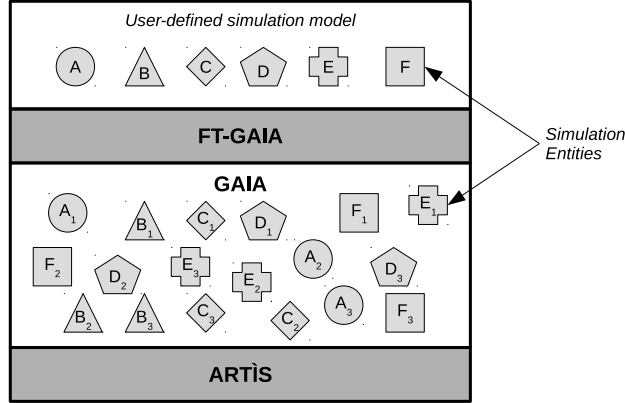 User-defined simulation model
A B C D E F
Simulation
Entities
FT-GAIA
GAIA
A1 B1 C1 D1 F1 E1
F2 D2 E3 E2 A2 D3
B2 B3 C3 C2 A3 F3
ARTÌS